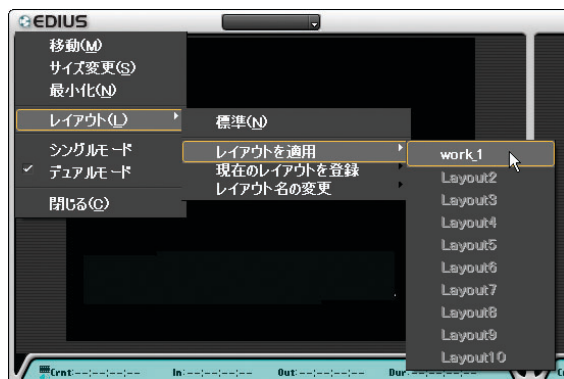 EDIUS
移動(M)
サイズ変更(S)
最小化(N)
レイアウト(L)
シングルモード
デュアルモード
閉じる(C)
標準(N)
レイアウトを適用
現在のレイアウトを登録
レイアウト名の変更
work_1
Layout2
Layout3
Layout4
Layout5
Layout6
Layout7
Layout8
Layout9
Layout10
Crnt:--:--:--:-- In:--:--:--:-- Out:--:--:--:-- Dur:--:--:--:--